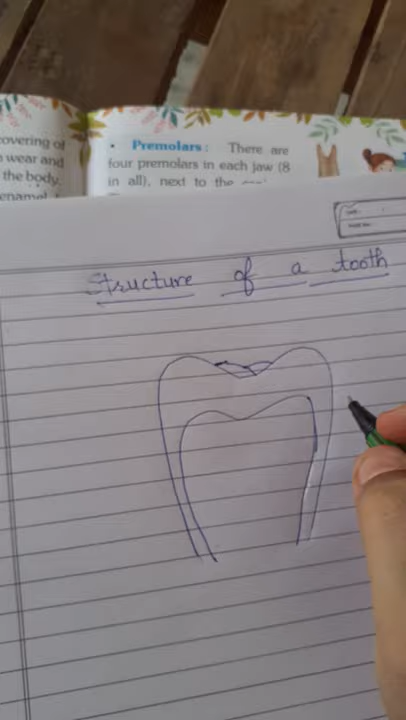 covering of
wear and
the body.
enamel
• Premolars: There are
four premolars in each jaw (8
in all), next to the
Structure of a tooth